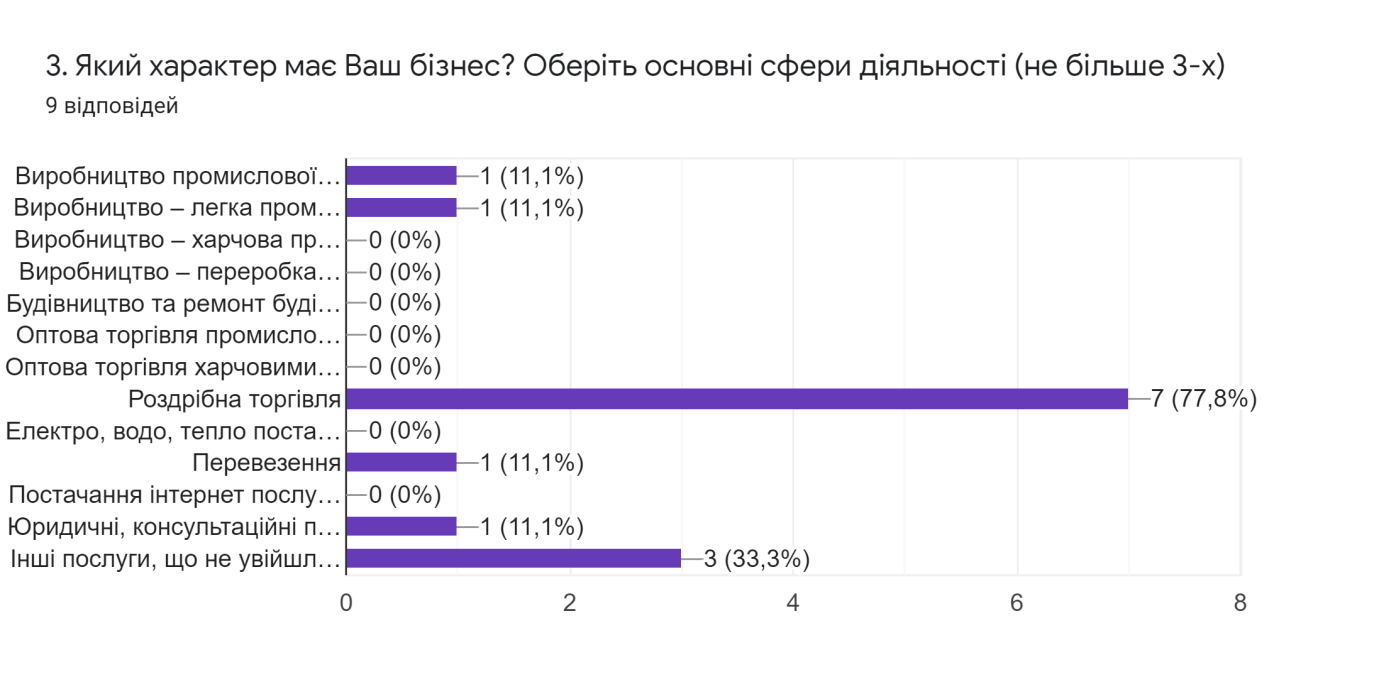 3. Який характер має Ваш бізнес? Оберіть основні сфери діяльності (не більше 3-х)
9 відповідей
Виробництво промислової… 1 (11,1%)
Виробництво – легка пром… 1 (11,1%)
Виробництво – харчова пр… 0 (0%)
Виробництво – переробка… 0 (0%)
Будівництво та ремонт буді… 0 (0%)
Оптова торгівля промисло… 0 (0%)
Оптова торгівля харчовими… 0 (0%)
Роздрібна торгівля 7 (77,8%)
Електро, водо, тепло поста… 0 (0%)
Перевезення 1 (11,1%)
Постачання інтернет послу… 0 (0%)
Юридичні, консультаційні п… 1 (11,1%)
Інші послуги, що не увійшл… 3 (33,3%)
0 2 4 6 8